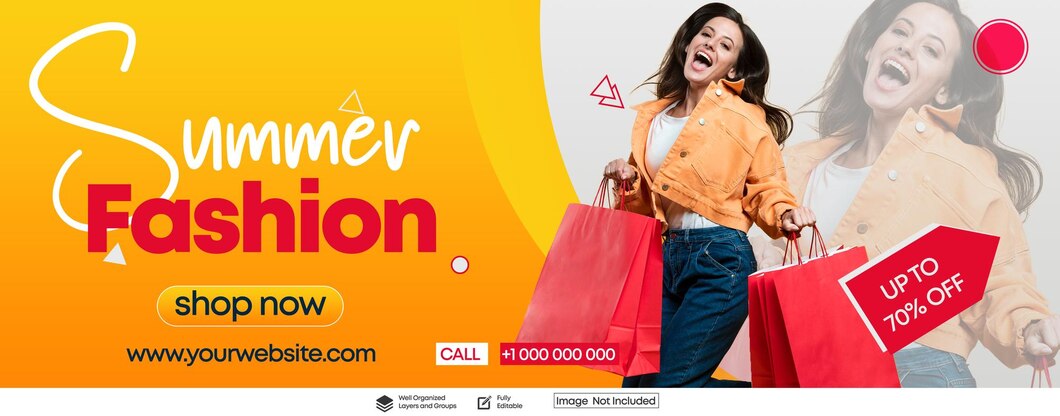 Summer
Fashion
shop now
www.yourwebsite.com
CALL +1 000 000 000
UP TO
70% OFF
Well Organized
Layers and Groups
Fully
Editable
Image Not Included